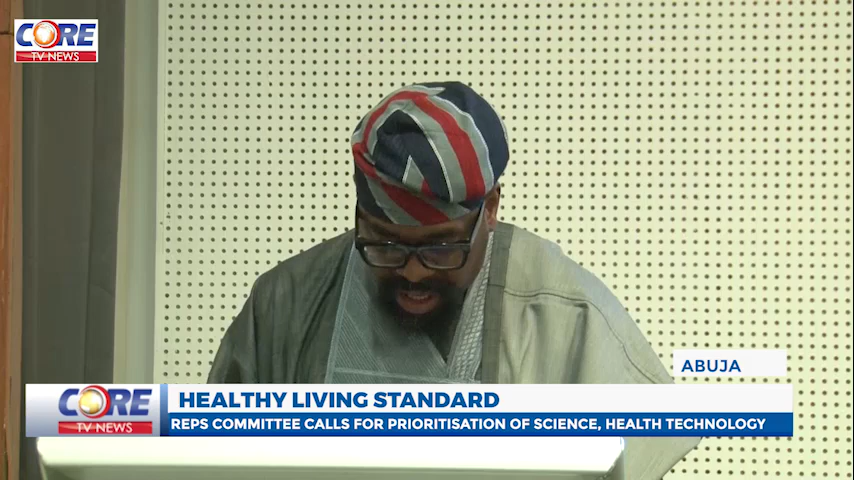 CORE
TV NEWS
ABUJA
CORE
TV NEWS
HEALTHY LIVING STANDARD
REPS COMMITTEE CALLS FOR PRIORITISATION OF SCIENCE, HEALTH TECHNOLOGY